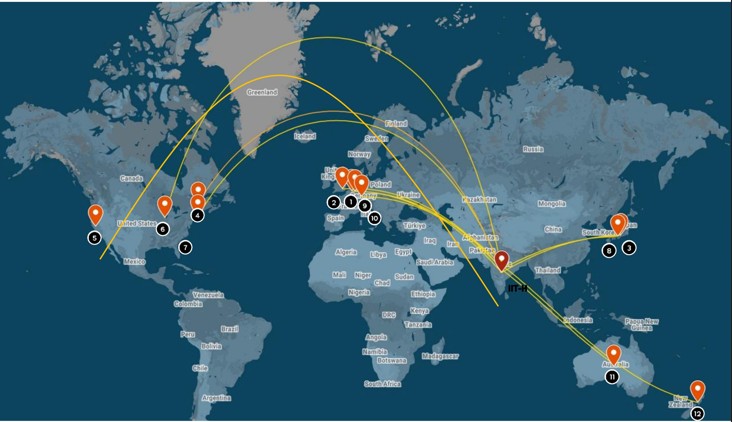 Greenland
Iceland
Finland
Sweden
Norway
Russia
Canada
Poland
Ukraine
Kazakhstan
Mongolia
2
1
9
4
10
5
6
United States
Spain
Türkiye
China
South Korea
8
3
7
Afghanistan
Iraq
Iran
Pakistan
Algeria
Libya
Egypt
Saudi Arabia
Mexico
IIT-H
Thailand
Mali
Niger
Chad
Sudan
Nigeria
Ethiopia
Venezuela
Colombia
Kenya
DRC
Tanzania
Indonesia
Papua New
Guinea
Brazil
Peru
Bolivia
Angola
Namibia
Botswana
Madagascar
Australia
11
Chile
South Africa
Argentina
New
Zealand
12